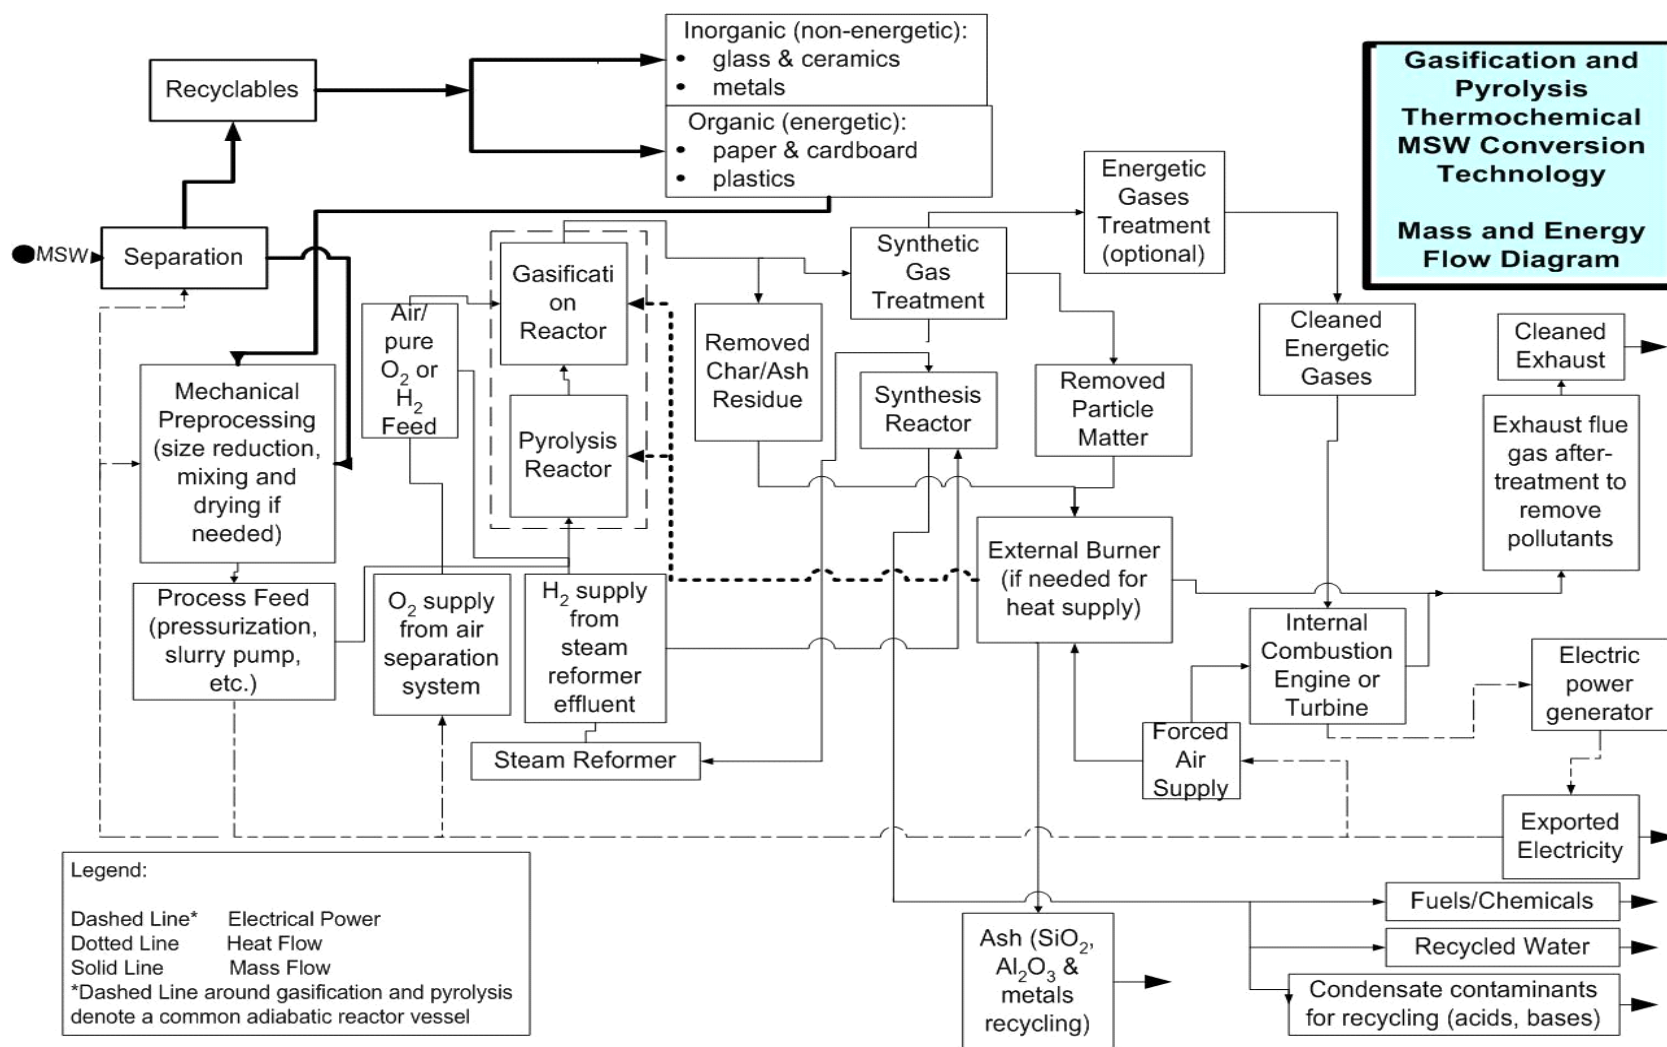 Inorganic (non-energetic):
• glass & ceramics
• metals
Recyclables
Organic (energetic):
• paper & cardboard
• plastics
Gasification and
Pyrolysis
Thermochemical
MSW Conversion
Technology
Mass and Energy
Flow Diagram
MSW
Separation
Energetic
Gases
Treatment
(optional)
Synthetic
Gas
Treatment
Gasificati
on
Reactor
Air/
pure
O2 or
H2
Feed
Removed
Char/Ash
Residue
Cleaned
Energetic
Gases
Cleaned
Exhaust
Mechanical
Preprocessing
(size reduction,
mixing and
drying if
needed)
Pyrolysis
Reactor
Synthesis
Reactor
Removed
Particle
Matter
Exhaust flue
gas after-
treatment to
remove
pollutants
External Burner
(if needed for
heat supply)
Process Feed
(pressurization,
slurry pump,
etc.)
O2 supply
from air
separation
system
H2 supply
from
steam
reformer
effluent
Internal
Combustion
Engine or
Turbine
Electric
power
generator
Steam Reformer
Forced
Air
Supply
Exported
Electricity
Legend:
Dashed Line* Electrical Power
Dotted Line Heat Flow
Solid Line Mass Flow
*Dashed Line around gasification and pyrolysis
denote a common adiabatic reactor vessel
Fuels/Chemicals
Recycled Water
Condensate contaminants
for recycling (acids, bases)
Ash (SiO2,
Al2O3 &
metals
recycling)